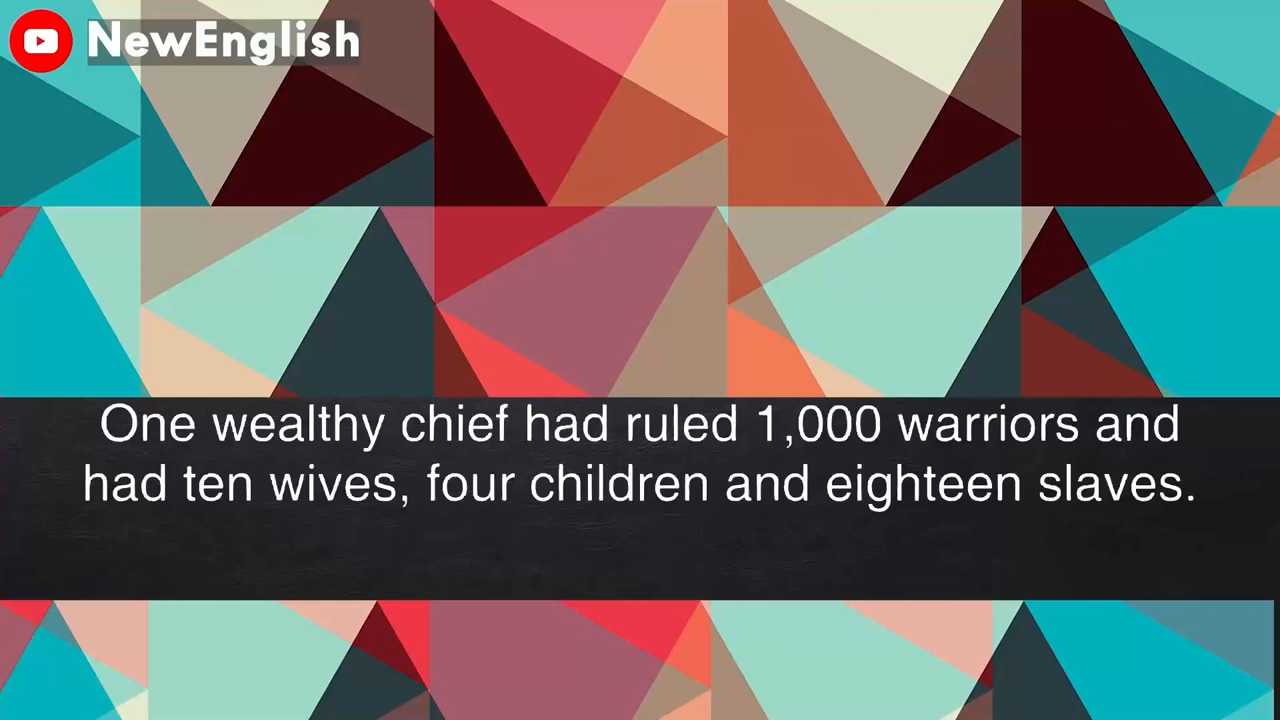 NewEnglish
One wealthy chief had ruled 1,000 warriors and
had ten wives, four children and eighteen slaves.